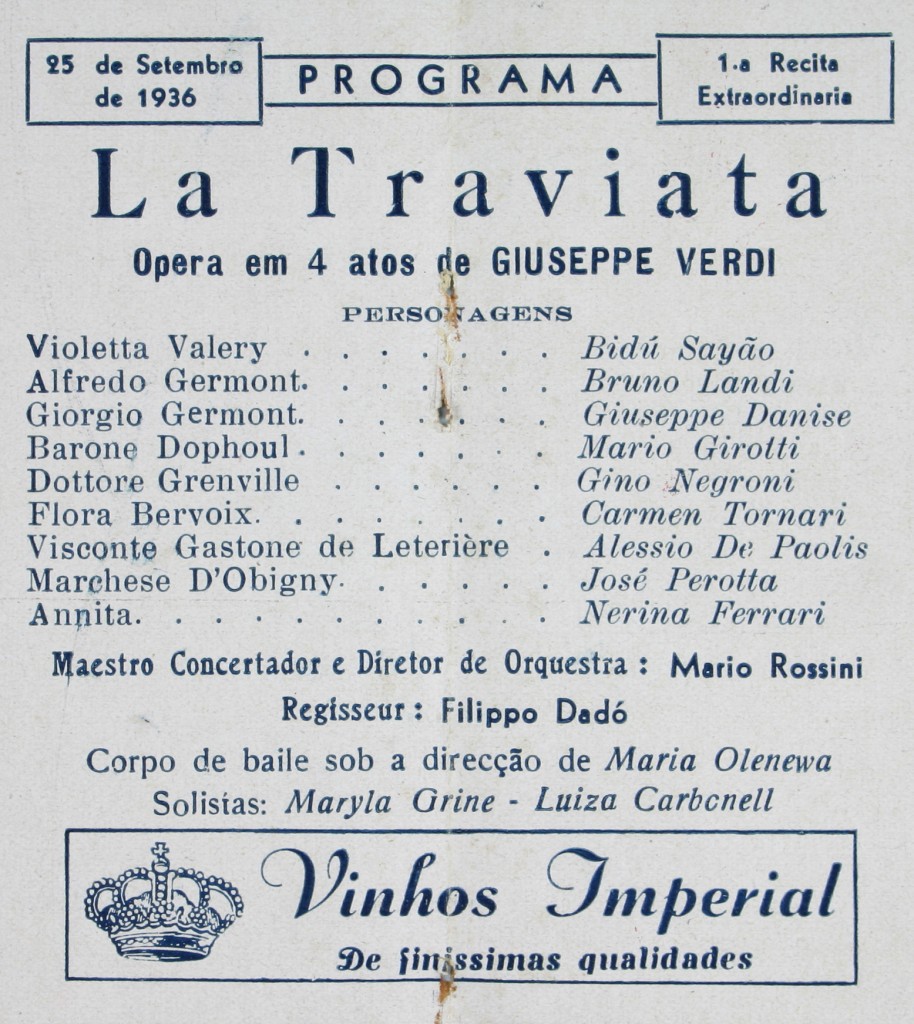 25 de Setembro
de 1936
PROGRAMA
1.a Recita
Extraordinaria
La Traviata
Opera em 4 atos de GIUSEPPE VERDI
PERSONAGENS
Violetta Valery . . . . . . . Bidú Sayão
Alfredo Germont. . . . . . . Bruno Landi
Giorgio Germont. . . . . . . Giuseppe Danise
Barone Dophoul . . . . . . . Mario Girotti
Dottore Grenville . . . . . . Gino Negroni
Flora Bervoix. . . . . . . . Carmen Tornari
Visconte Gastone de Leterière . Alessio De Paolis
Marchese D'Obigny. . . . . . José Perotta
Annita. . . . . . . . . . . Nerina Ferrari
Maestro Concertador e Diretor de Orquestra : Mario Rossini
Regisseur : Filippo Dadó
Corpo de baile sob a direcção de Maria Olenewa
Solistas: Maryla Grine - Luiza Carbcnell
Vinhos Imperial
De finissimas qualidades